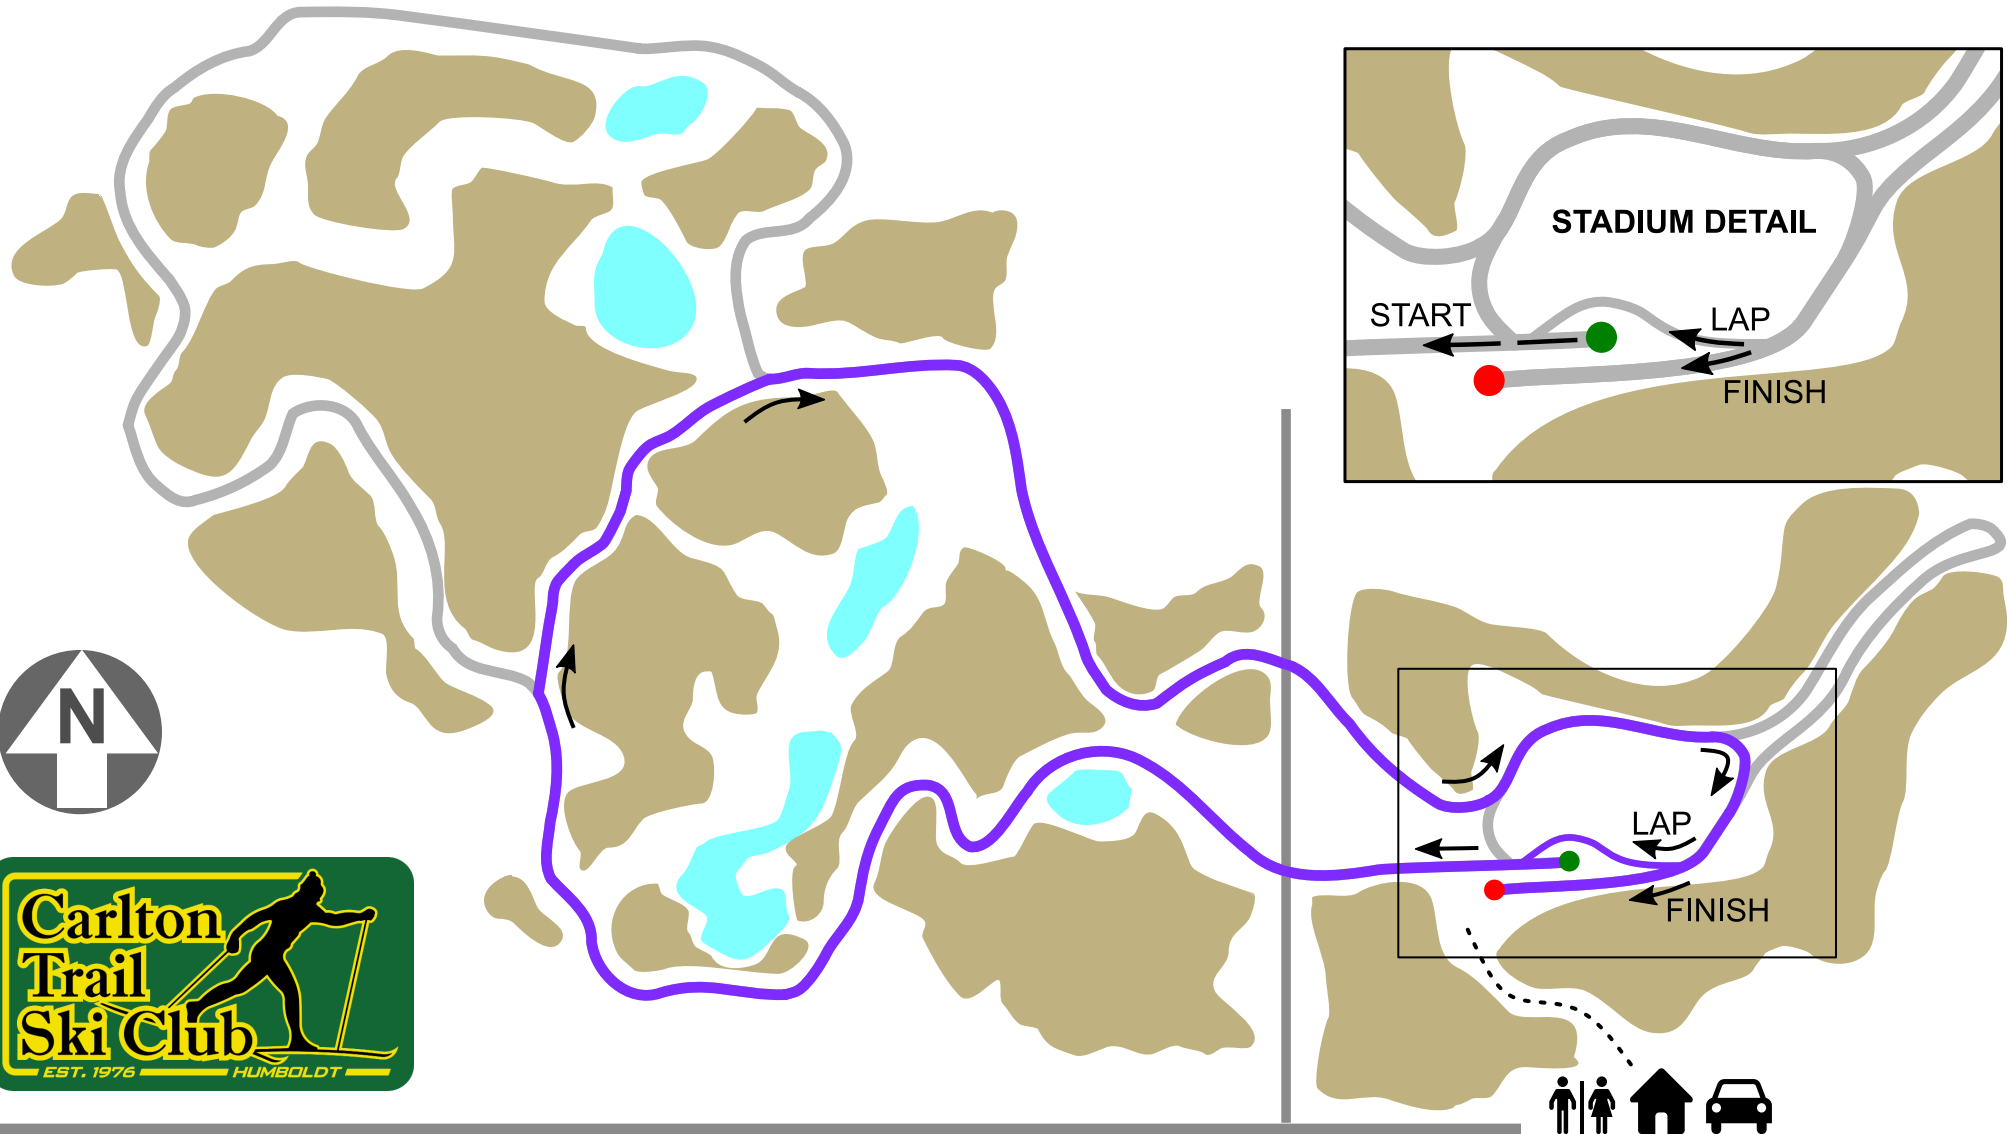 STADIUM DETAIL
START
LAP
FINISH
N
LAP
FINISH
Carlton
Trail
Ski Club
EST. 1976 HUMBOLDT